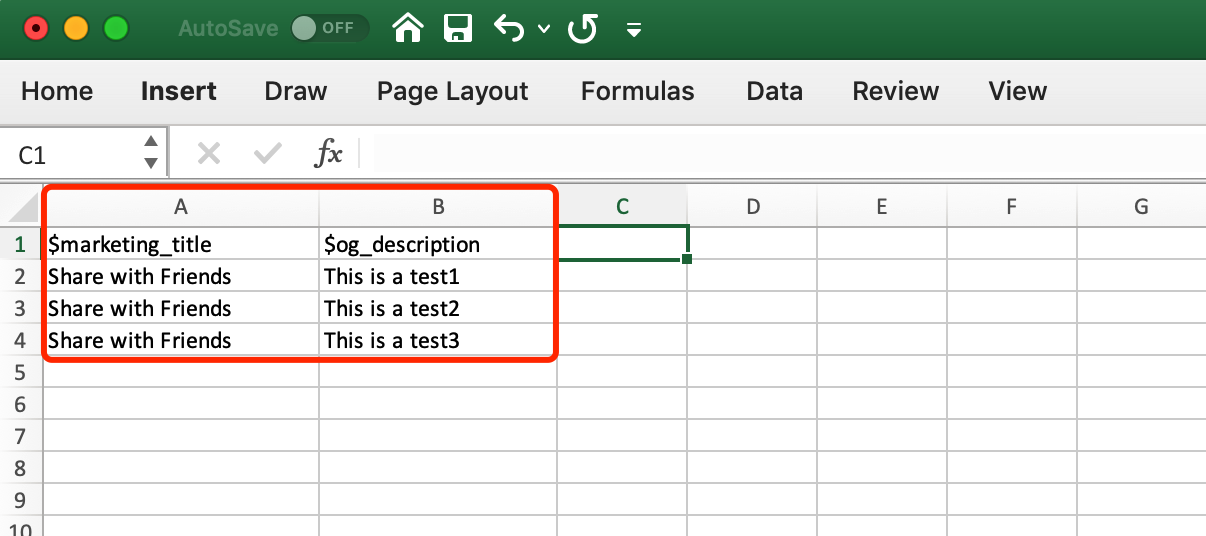 AutoSave OFF
Home Insert Draw Page Layout Formulas Data Review View
C1 fx
A B C D E F G
1 $marketing_title $og_description
2 Share with Friends This is a test1
3 Share with Friends This is a test2
4 Share with Friends This is a test3
5
6
7
8
9
10